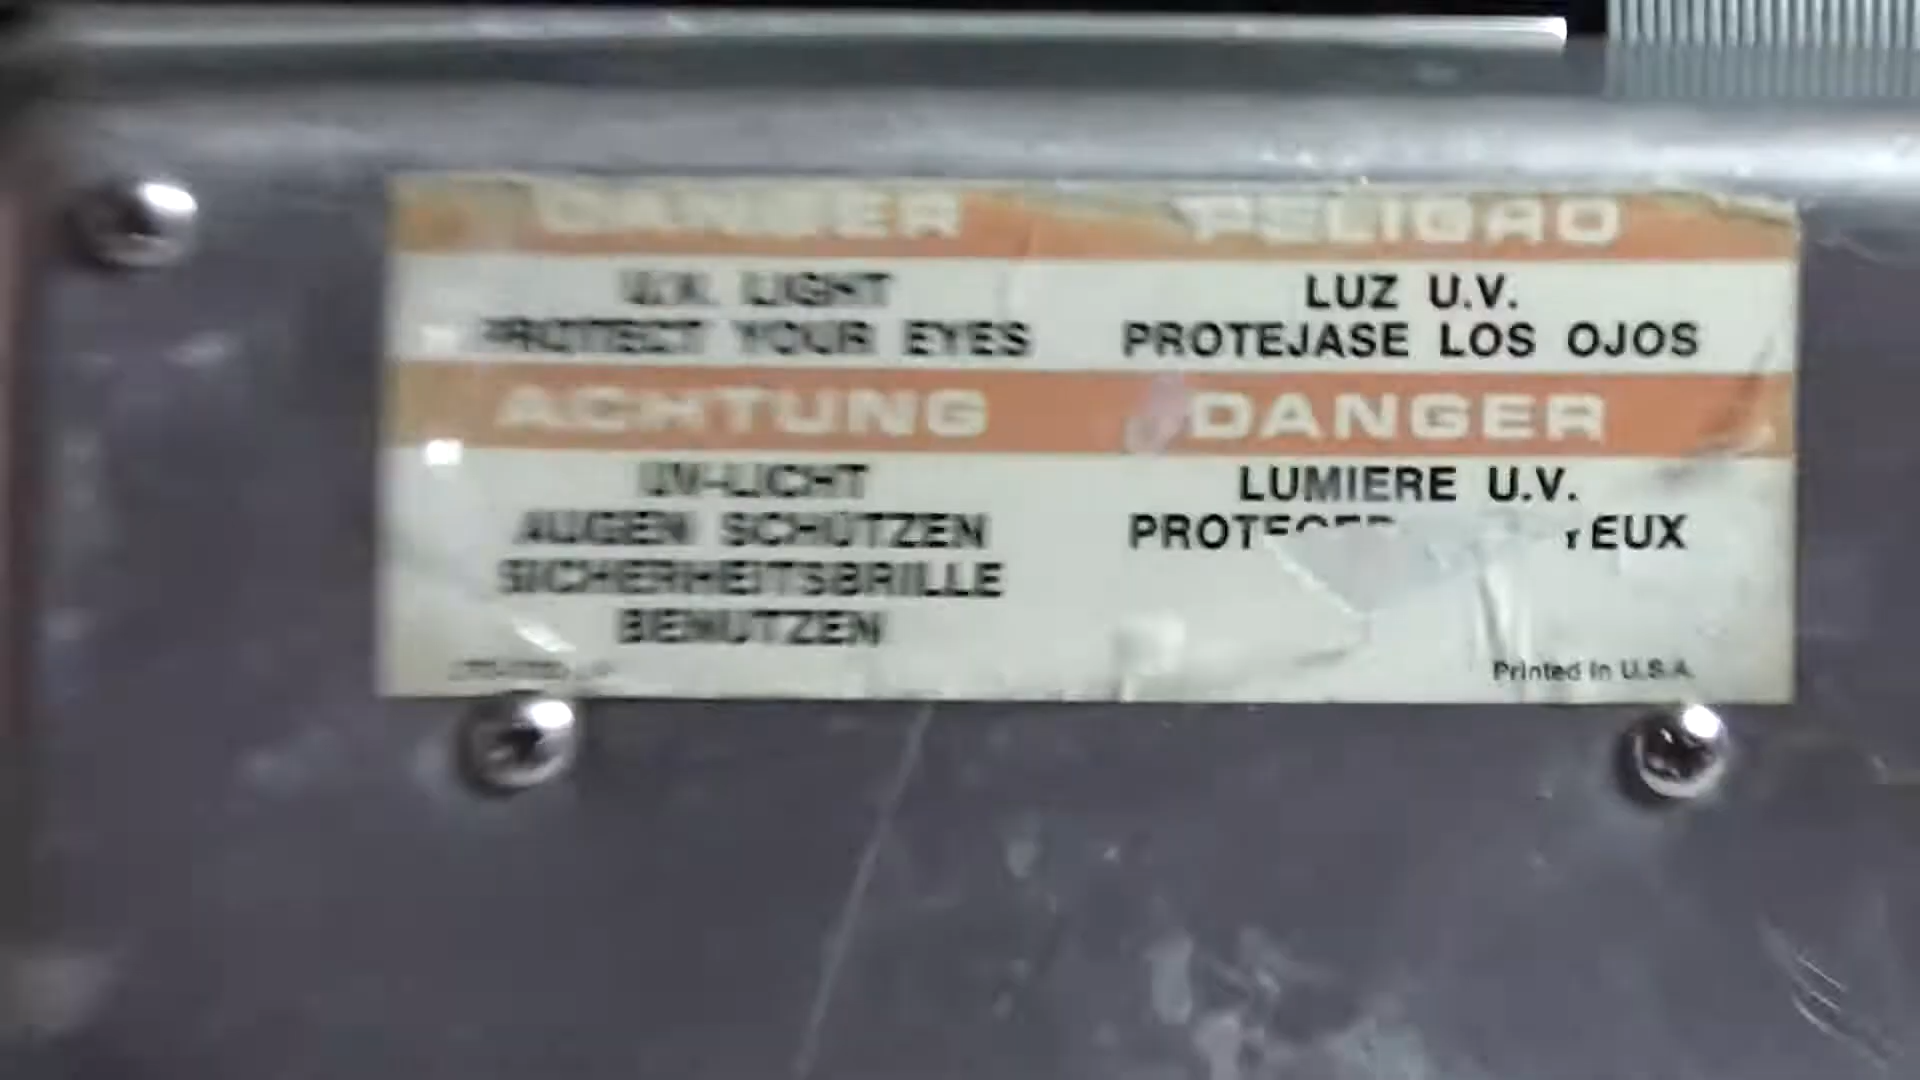 DANGER
U.V. LIGHT
PROTECT YOUR EYES
PELIGRO
LUZ U.V.
PROTEJASE LOS OJOS
ACHTUNG
UV-LICHT
AUGEN SCHÜTZEN
SICHERHEITSBRILLE
BENUTZEN
DANGER
LUMIERE U.V.
Printed in U.S.A.